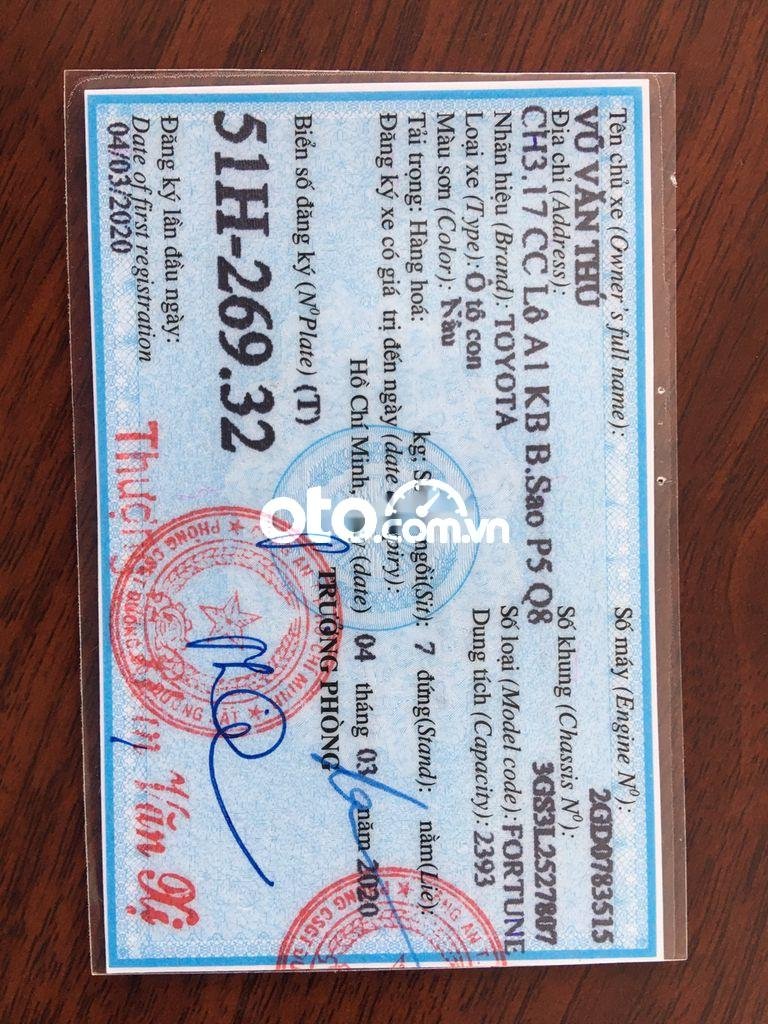 Tên chủ xe (Owner's full name):
VŨ VĂN THÚ
Số máy (Engine Nº):
2GD0783515
Địa chỉ (Address):
Số khung (Chassis Nº):
3GS3L2527807
CH3.17 CC Lô A1 KB B.Sao P5 Q8
Nhãn hiệu (Brand): TOYOTA
Số loại (Model code): FORTUNE
Loại xe (Type): Ô tô con
Dung tích (Capacity): 2393
Màu sơn (Color): Nâu
Tải trọng: Hàng hoá: kg; ngồi(Sit): 7 đứng(Stand): nằm(Lie):
Đăng ký xe có giá trị đến ngày (date
Hồ Chí Minh, (date) 04 tháng 03 năm 2020
Biển số đăng ký (NºPlate) (T)
TRƯỞNG PHÒNG
51H-269.32
Đăng ký lần đầu ngày:
Date of first registration
04/03/2020
oto.com.vn